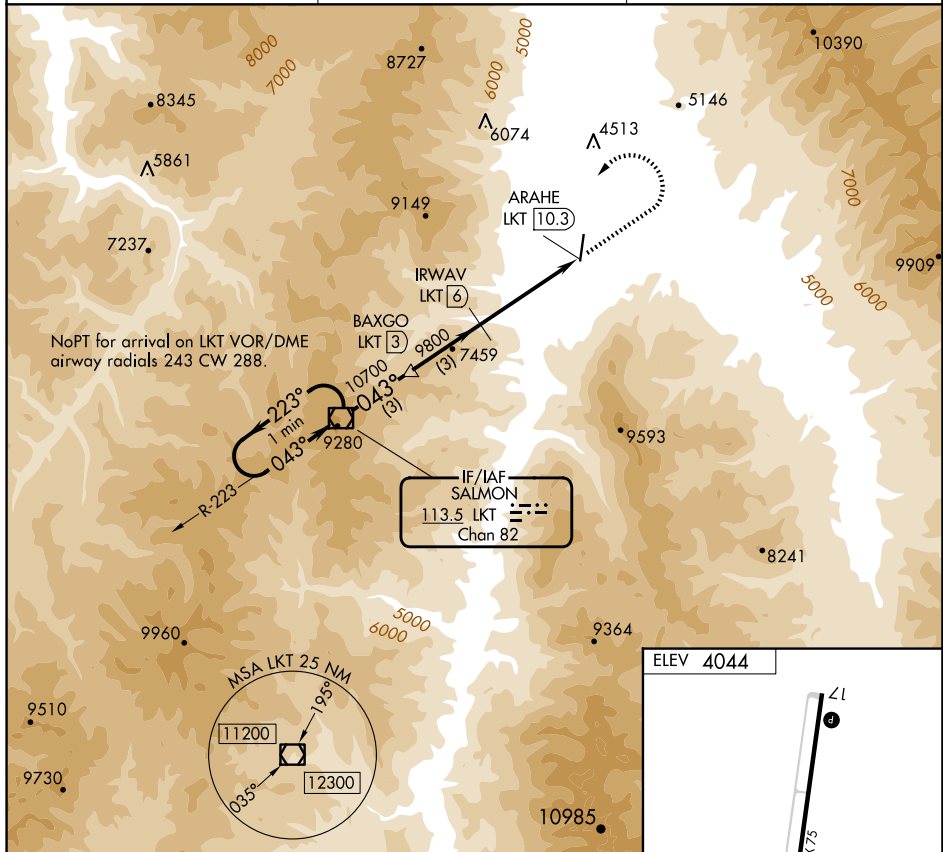 8000
7000
8727
6000
5000
10390
8345
5146
6074
4513
5861
7000
ARAHE
LKT 10.3
9149
7237
9909
IRWAV
LKT 6
5000
6000
BAXGO
LKT 3
NoPT for arrival on LKT VOR/DME
airway radials 243 CW 288.
9800
(3)
7459
10700
043°
(3)
223°
1 min
043°
9280
9593
R-223
IF/IAF
SALMON
113.5 LKT
Chan 82
8241
5000
6000
9960
9364
MSA LKT 25 NM
195°
11200
12300
035°
9510
9730
10985
ELEV 4044
17
P